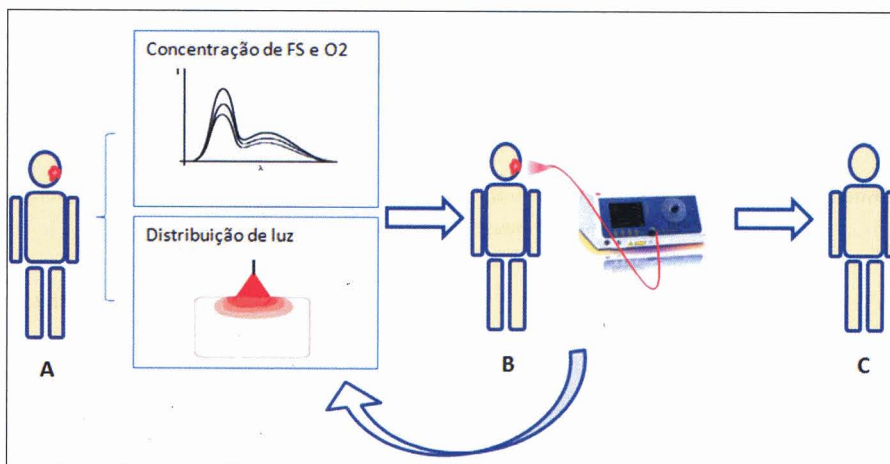 Concentração de FS e O2
I
λ
Distribuição de luz
A
B
C